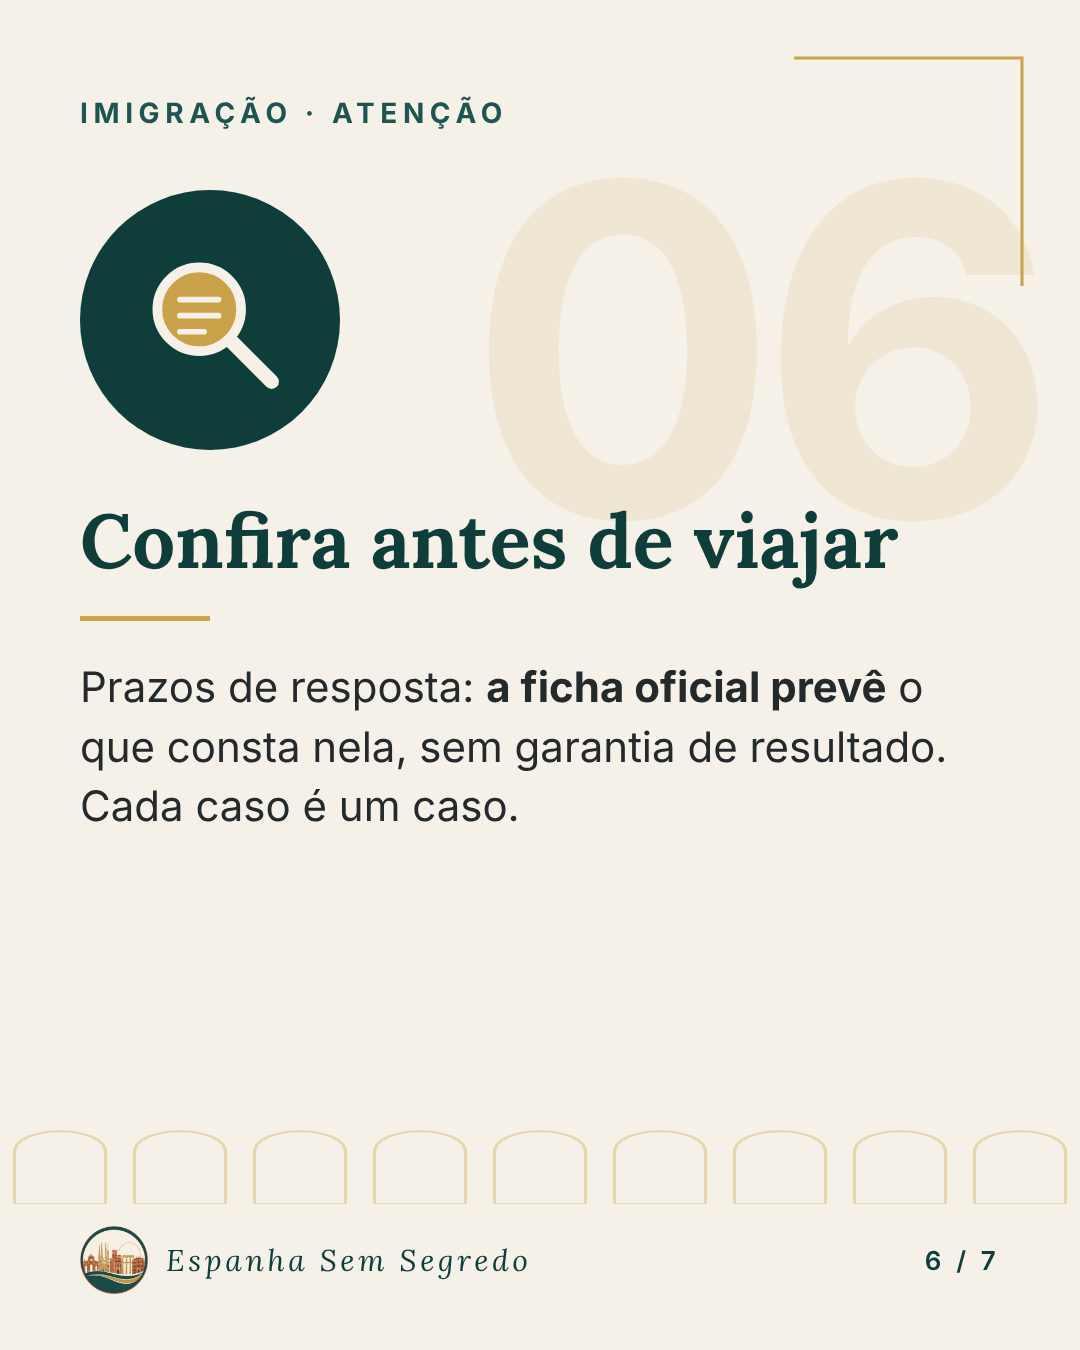 IMIGRAÇÃO · ATENÇÃO
06
Confira antes de viajar
Prazos de resposta: a ficha oficial prevê o
que consta nela, sem garantia de resultado.
Cada caso é um caso.
Espanha Sem Segredo
6 / 7